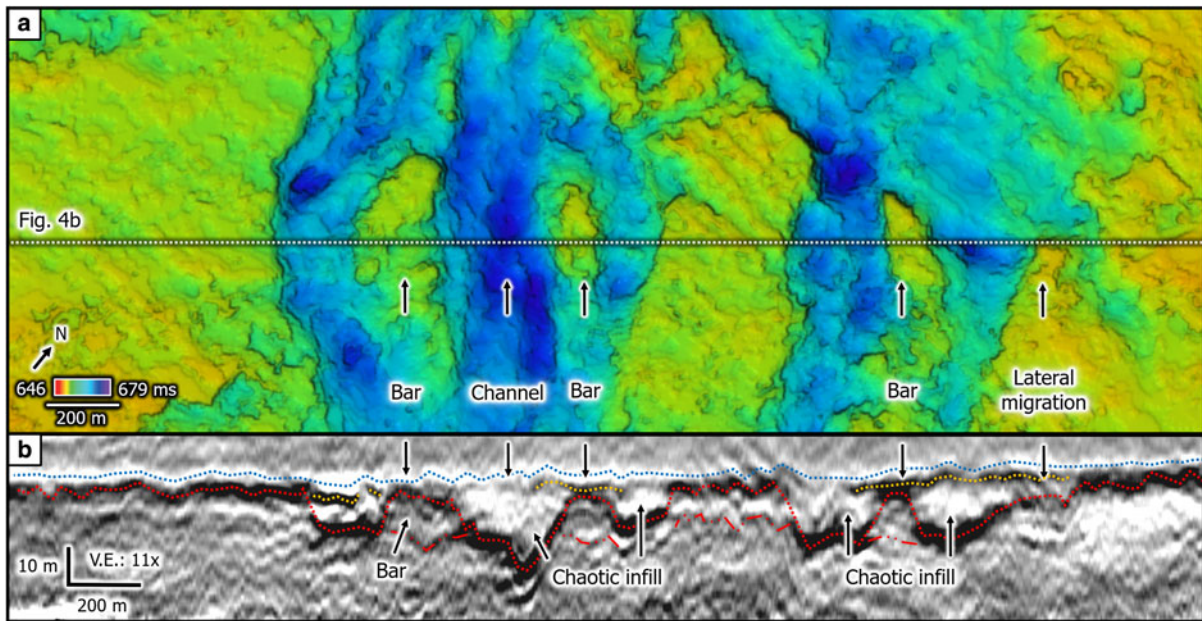 a
Fig. 4b
N
646 679 ms
200 m
Bar
Channel
Bar
Bar
Lateral
migration
b
10 m
V.E.: 11x
200 m
Bar
Chaotic infill
Chaotic infill